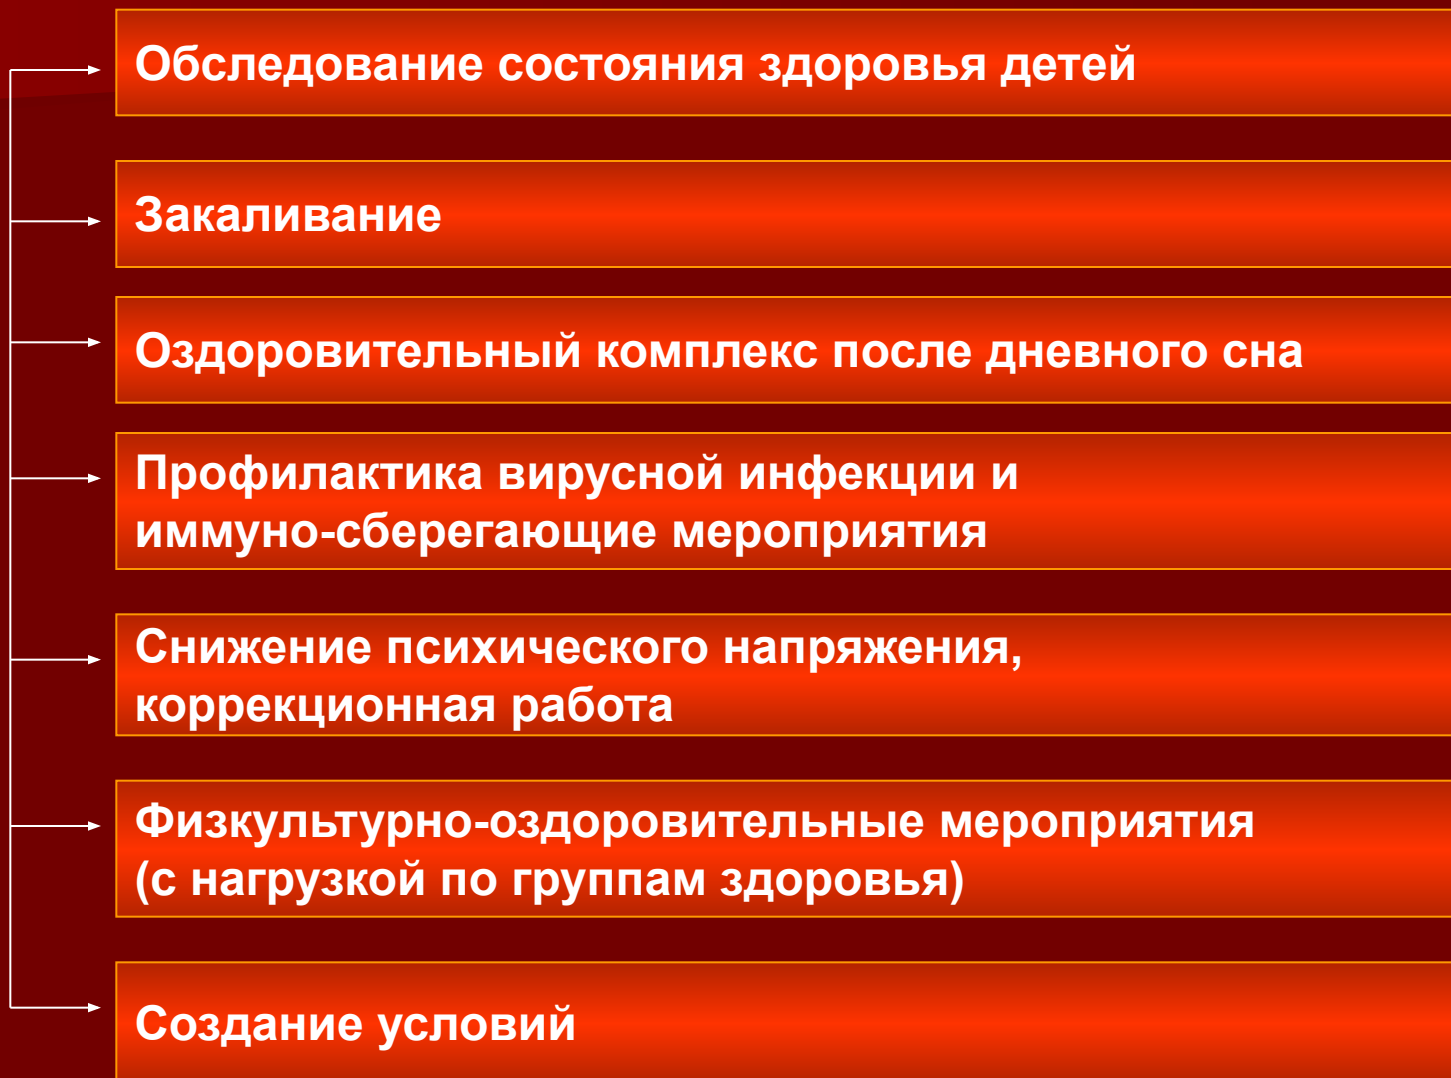 Обследование состояния здоровья детей
Закаливание
Оздоровительный комплекс после дневного сна
Профилактика вирусной инфекции и
иммуно-сберегающие мероприятия
Снижение психического напряжения,
коррекционная работа
Физкультурно-оздоровительные мероприятия
(с нагрузкой по группам здоровья)
Создание условий